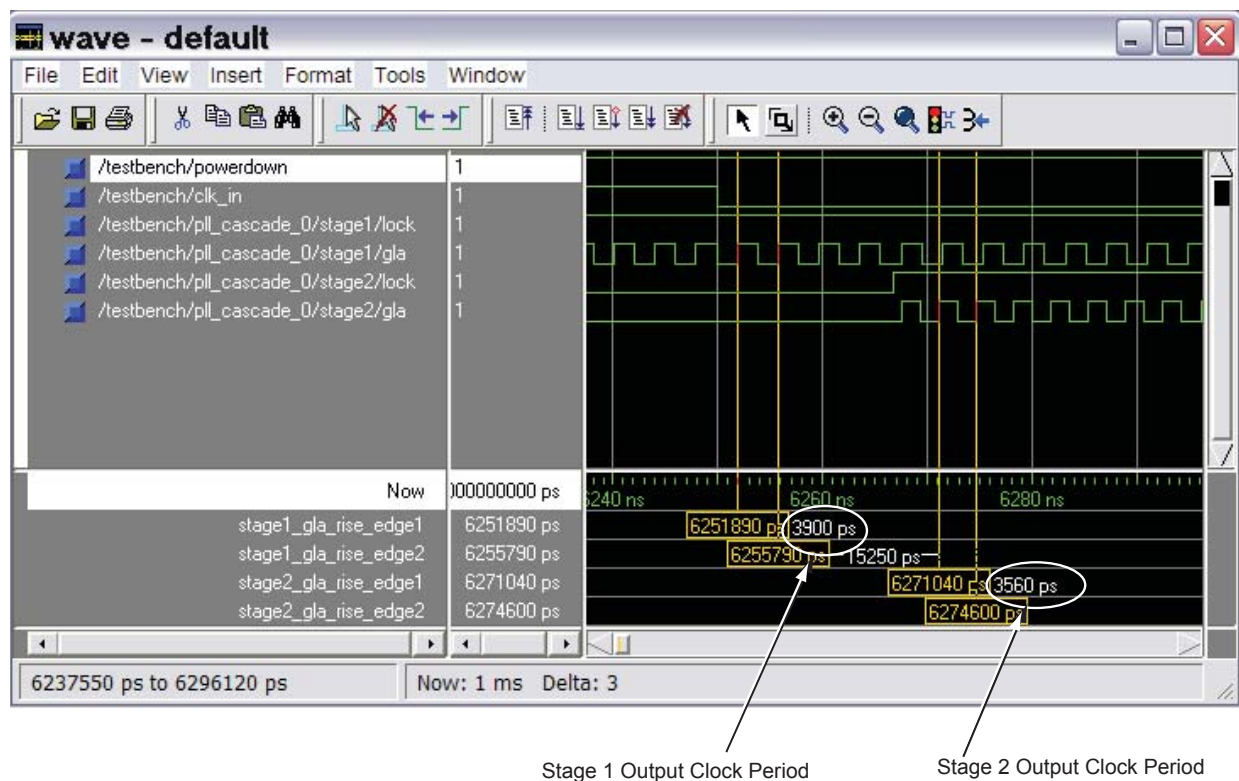 wave - default
File Edit View Insert Format Tools Window
/testbench/powerdown 1
/testbench/clk_in 1
/testbench/pll_cascade_0/stage1/lock 1
/testbench/pll_cascade_0/stage1/gla 1
/testbench/pll_cascade_0/stage2/lock 1
/testbench/pll_cascade_0/stage2/gla 1
Now 000000000 ps 6240 ns 6260 ns 6280 ns
stage1_gla_rise_edge1 6251890 ps 6251890 ps 3900 ps
stage1_gla_rise_edge2 6255790 ps 6255790 ps 15250 ps
stage2_gla_rise_edge1 6271040 ps 6271040 ps 3560 ps
stage2_gla_rise_edge2 6274600 ps 6274600 ps
6237550 ps to 6296120 ps Now: 1 ms Delta: 3
Stage 1 Output Clock Period Stage 2 Output Clock Period